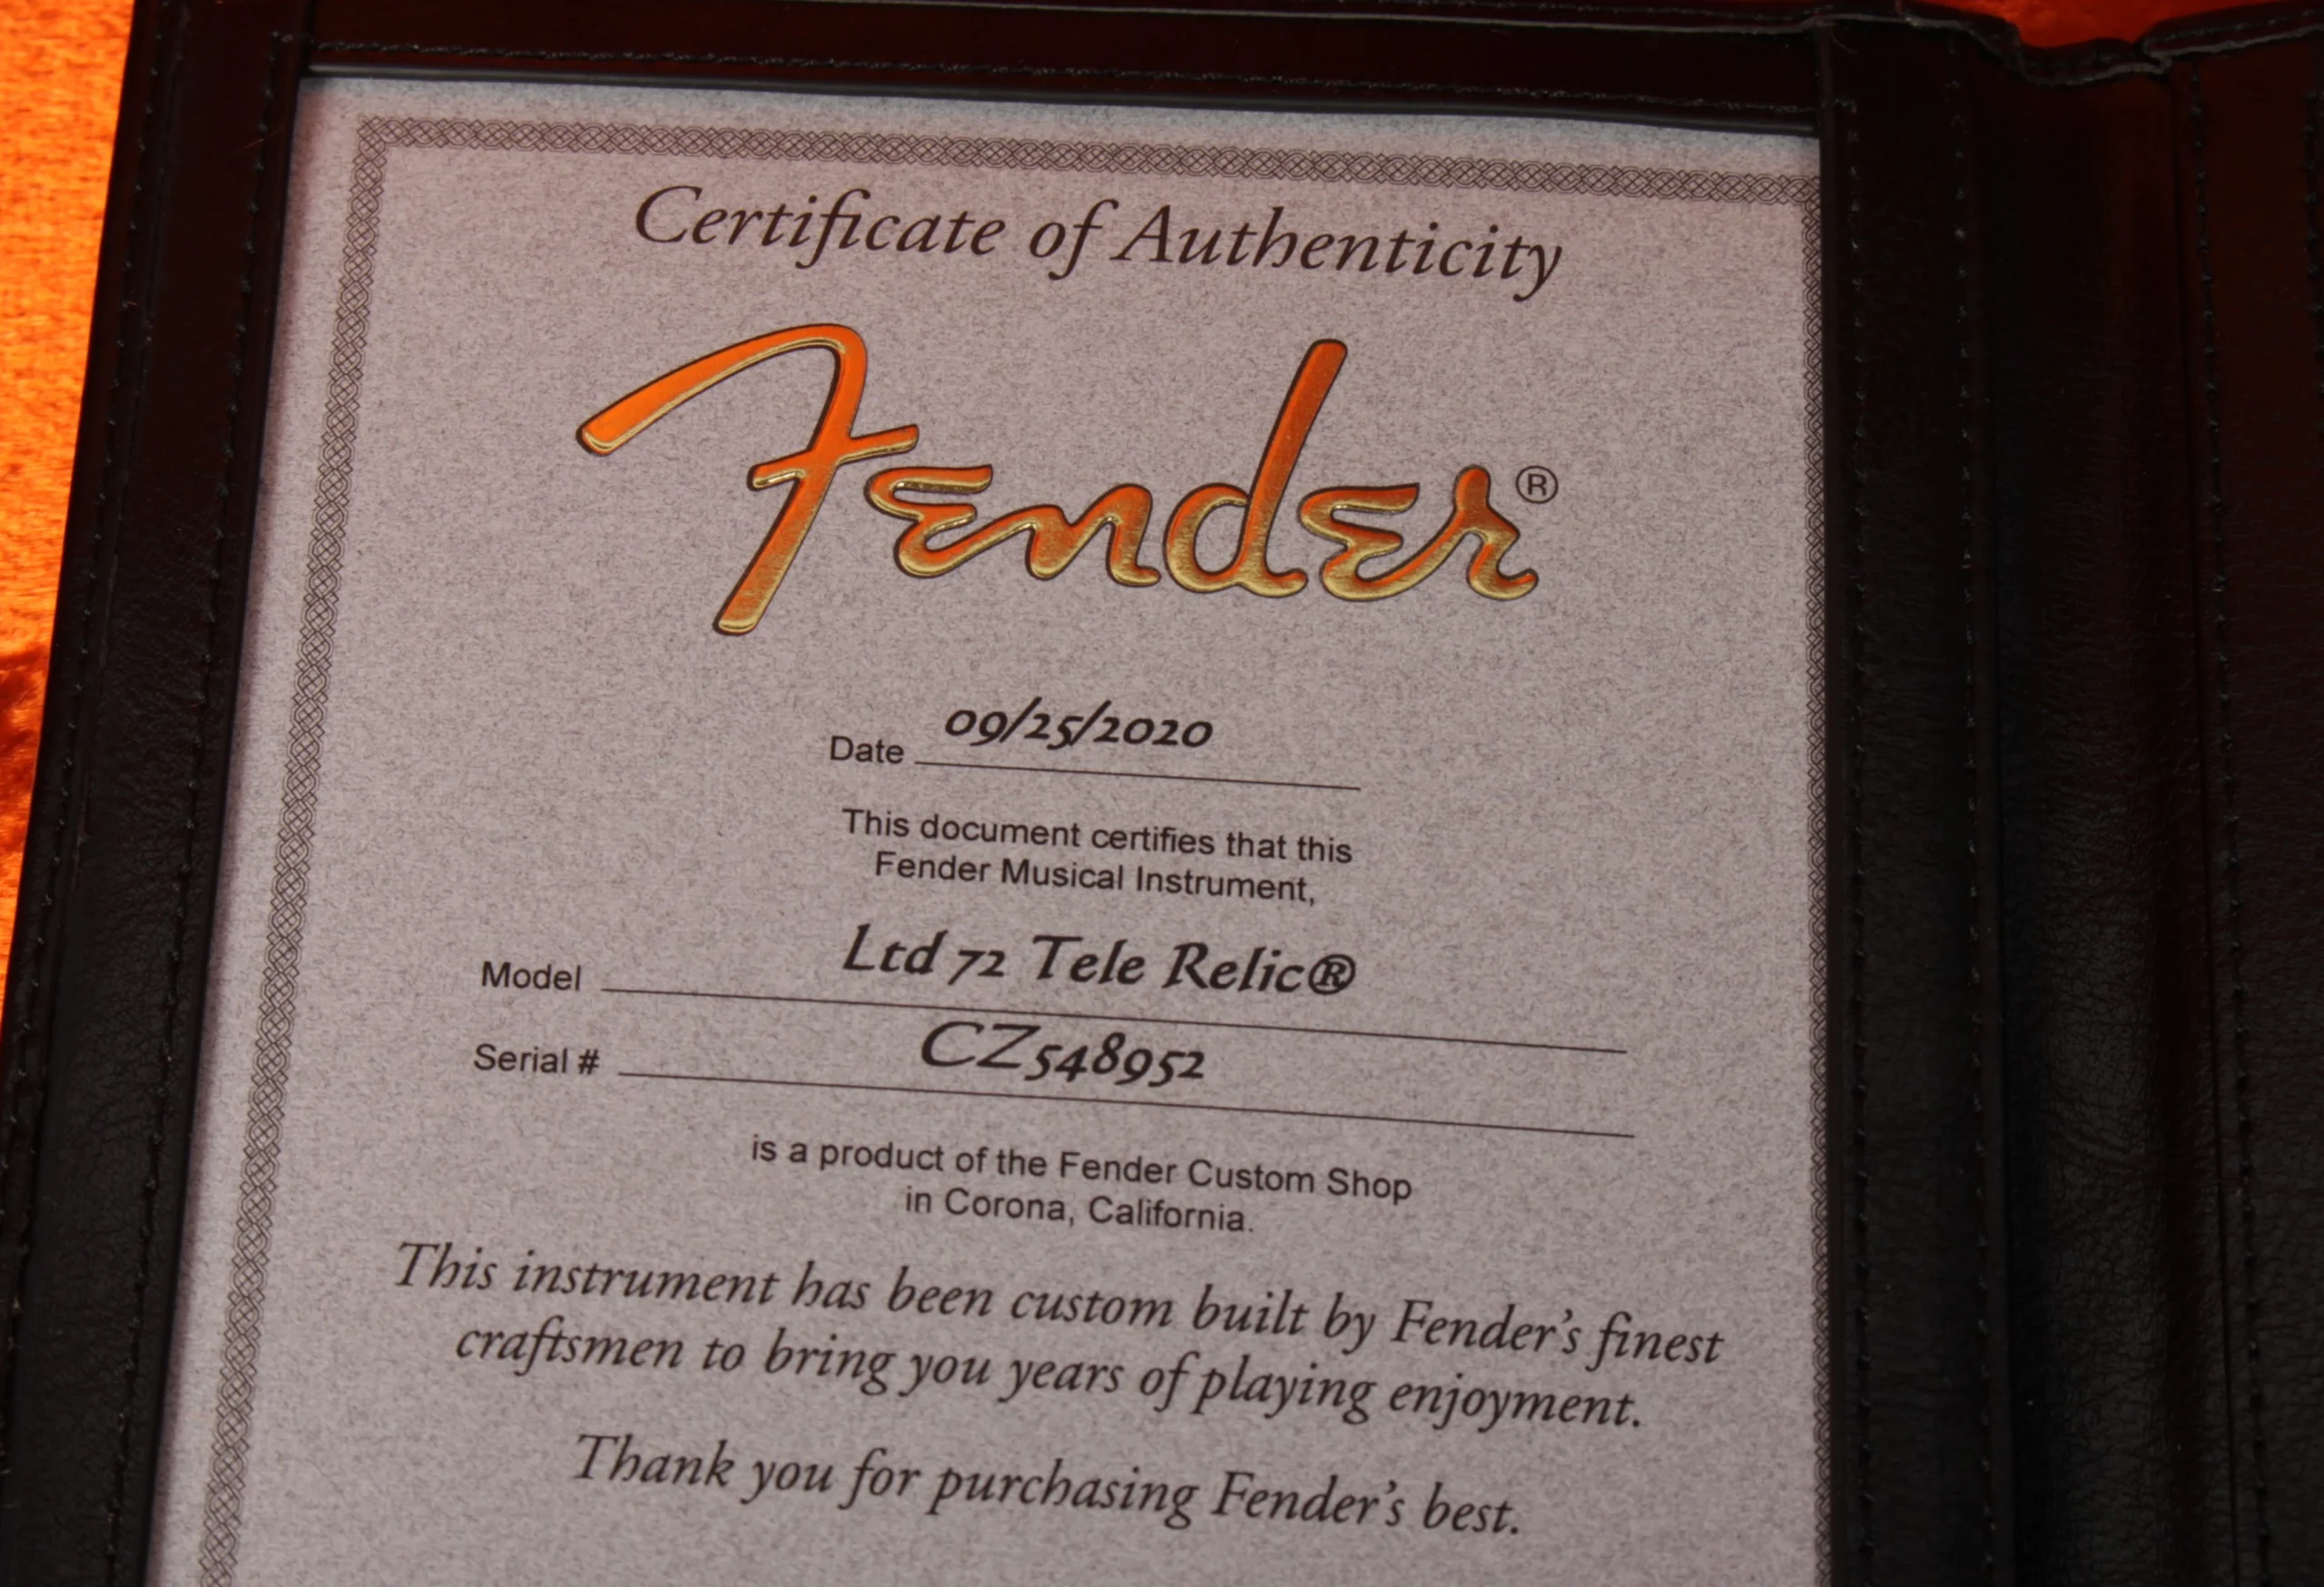 Certificate of Authenticity
Fender®
Date 09/25/2020
This document certifies that this
Fender Musical Instrument,
Model Ltd 72 Tele Relic®
Serial # CZ548952
is a product of the Fender Custom Shop
in Corona, California.
This instrument has been custom built by Fender's finest
craftsmen to bring you years of playing enjoyment.
Thank you for purchasing Fender's best.